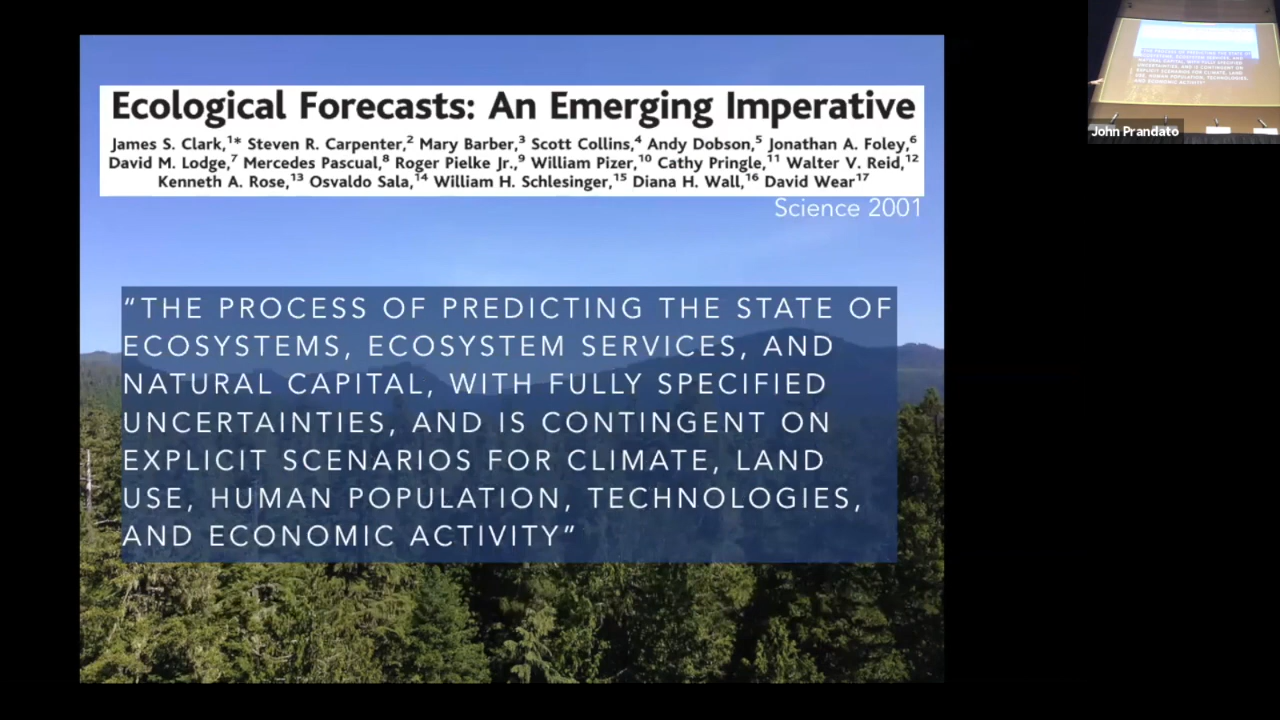 Ecological Forecasts: An Emerging Imperative
James S. Clark,1* Steven R. Carpenter,2 Mary Barber,3 Scott Collins,4 Andy Dobson,5 Jonathan A. Foley,6
David M. Lodge,7 Mercedes Pascual,8 Roger Pielke Jr.,9 William Pizer,10 Cathy Pringle,11 Walter V. Reid,12
Kenneth A. Rose,13 Osvaldo Sala,14 William H. Schlesinger,15 Diana H. Wall,16 David Wear17
Science 2001
“THE PROCESS OF PREDICTING THE STATE OF
ECOSYSTEMS, ECOSYSTEM SERVICES, AND
NATURAL CAPITAL, WITH FULLY SPECIFIED
UNCERTAINTIES, AND IS CONTINGENT ON
EXPLICIT SCENARIOS FOR CLIMATE, LAND
USE, HUMAN POPULATION, TECHNOLOGIES,
AND ECONOMIC ACTIVITY”
John Prandato